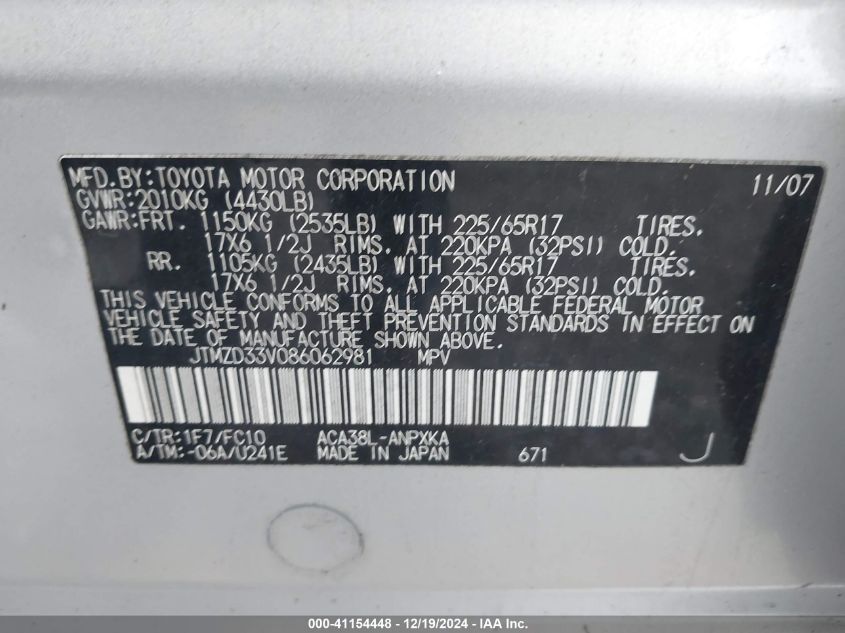 MFD.BY:TOYOTA MOTOR CORPORATION 11/07
GVWR:2010KG (4430LB)
GAWR:FRT. 1150KG (2535LB) WITH 225/65R17 TIRES.
17X6 1/2J RIMS. AT 220KPA (32PSI) COLD.
RR. 1105KG (2435LB) WITH 225/65R17 TIRES.
17X6 1/2J RIMS. AT 220KPA (32PSI) COLD.
THIS VEHICLE CONFORMS TO ALL APPLICABLE FEDERAL MOTOR
VEHICLE SAFETY AND THEFT PREVENTION STANDARDS IN EFFECT ON
THE DATE OF MANUFACTURE SHOWN ABOVE.
JTMZD33V086062981 MPV
C/TR:1F7/FC10 ACA38L-ANPXKA
A/TM:-06A/U241E MADE IN JAPAN 671 J
000-41154448 - 12/19/2024 - IAA Inc.